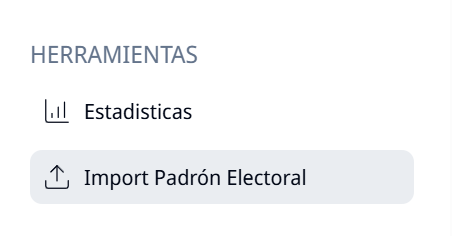 HERRAMIENTAS
Estadisticas
Import Padrón Electoral